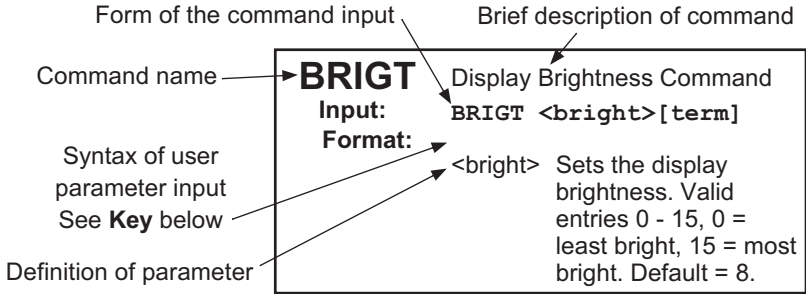 Form of the command input
Brief description of command
Command name
BRIGT Display Brightness Command
Input: BRIGT <bright>[term]
Format:
Syntax of user
parameter input
See Key below
<bright> Sets the display
brightness. Valid
entries 0 - 15, 0 =
least bright, 15 = most
bright. Default = 8.
Definition of parameter